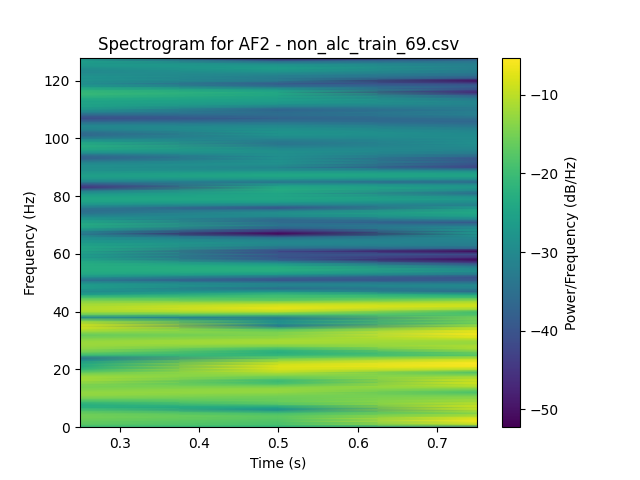 Spectrogram for AF2 - non_alc_train_69.csv
120
100
80
60
40
20
0
Frequency (Hz)
0.3 0.4 0.5 0.6 0.7
Time (s)
−10
−20
−30
−40
−50
Power/Frequency (dB/Hz)